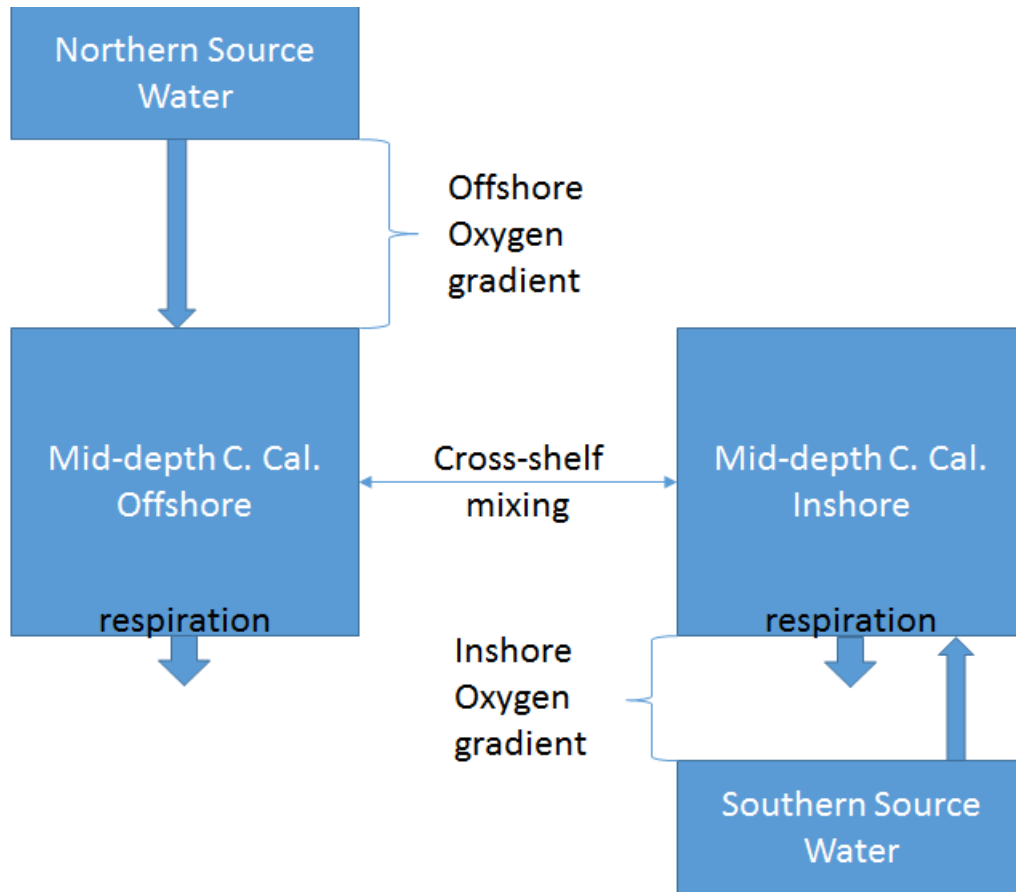 Northern Source
Water
Offshore
Oxygen
gradient
Mid-depth C. Cal.
Offshore
Cross-shelf
mixing
Mid-depth C. Cal.
Inshore
respiration
respiration
Inshore
Oxygen
gradient
Southern Source
Water